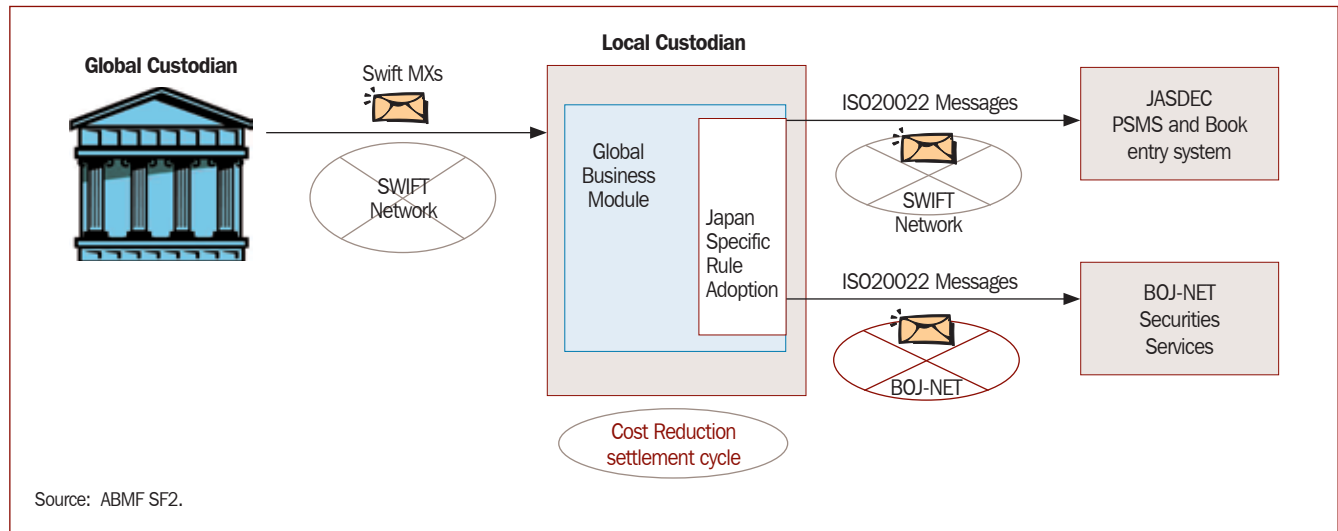 Global Custodian
Swift MXs
SWIFT
Network
Local Custodian
Global
Business
Module
Japan
Specific
Rule
Adoption
Cost Reduction
settlement cycle
ISO20022 Messages
SWIFT
Network
JASDEC
PSMS and Book
entry system
ISO20022 Messages
BOJ-NET
BOJ-NET
Securities
Services
Source: ABMF SF2.